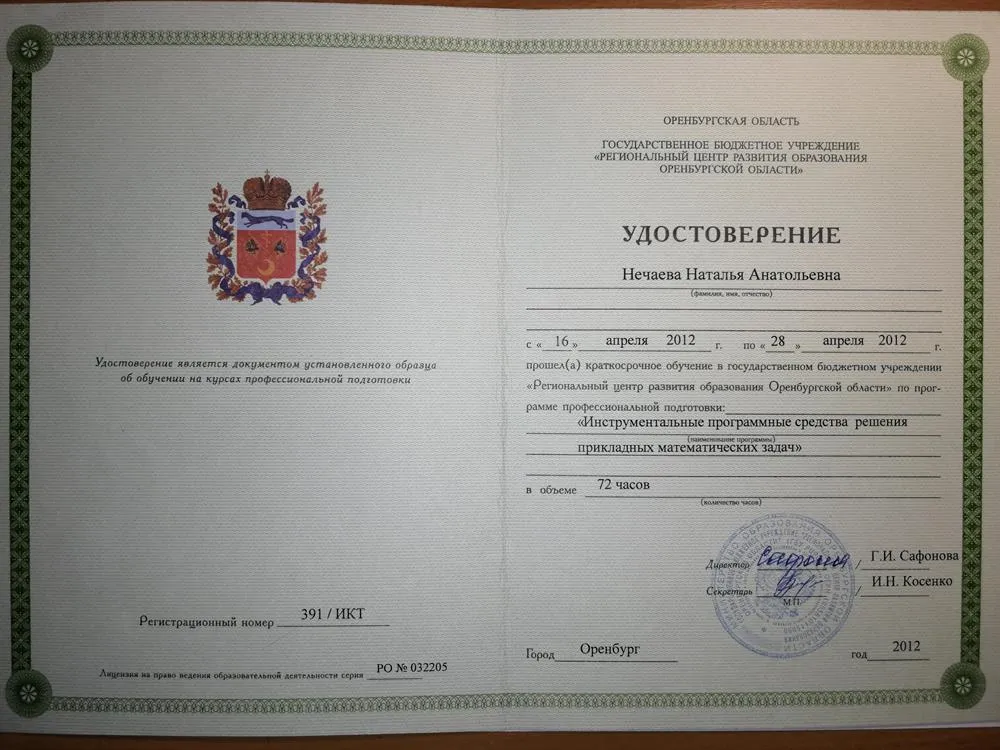 Удостоверение является документом установленного образца
об обучении на курсах профессиональной подготовки
Регистрационный номер 391 / ИКТ
Лицензия на право ведения образовательной деятельности серия РО № 032205
ОРЕНБУРГСКАЯ ОБЛАСТЬ
ГОСУДАРСТВЕННОЕ БЮДЖЕТНОЕ УЧРЕЖДЕНИЕ
«РЕГИОНАЛЬНЫЙ ЦЕНТР РАЗВИТИЯ ОБРАЗОВАНИЯ
ОРЕНБУРГСКОЙ ОБЛАСТИ»
УДОСТОВЕРЕНИЕ
Нечаева Наталья Анатольевна
(фамилия, имя, отчество)
с « 16 » апреля 2012 г. по « 28 » апреля 2012 г.
прошел(а) краткосрочное обучение в государственном бюджетном учреждении
«Региональный центр развития образования Оренбургской области» по прог-
рамме профессиональной подготовки:
«Инструментальные программные средства решения
(наименование программы)
прикладных математических задач»
в объеме 72 часов
(количество часов)
Директор / Г.И. Сафонова
Секретарь / И.Н. Косенко
М.П.
Город Оренбург год 2012